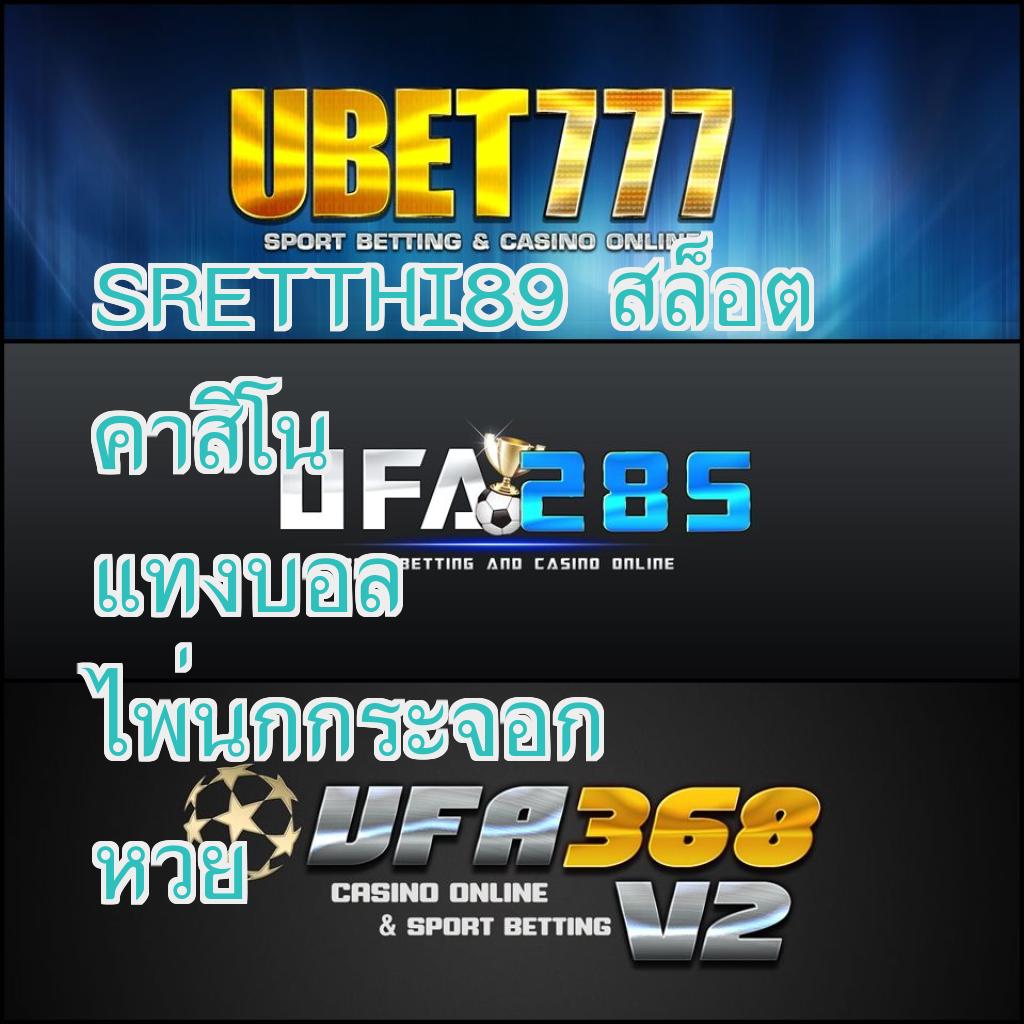 UBET777
SPORT BETTING & CASINO ONLINE
SRETTHI89 สล็อต
คาสิโน
UFA285
BETTING AND CASINO ONLINE
แทงบอล
ไพ่นกกระจอก
UFA368
หวย
CASINO ONLINE
& SPORT BETTING
V2